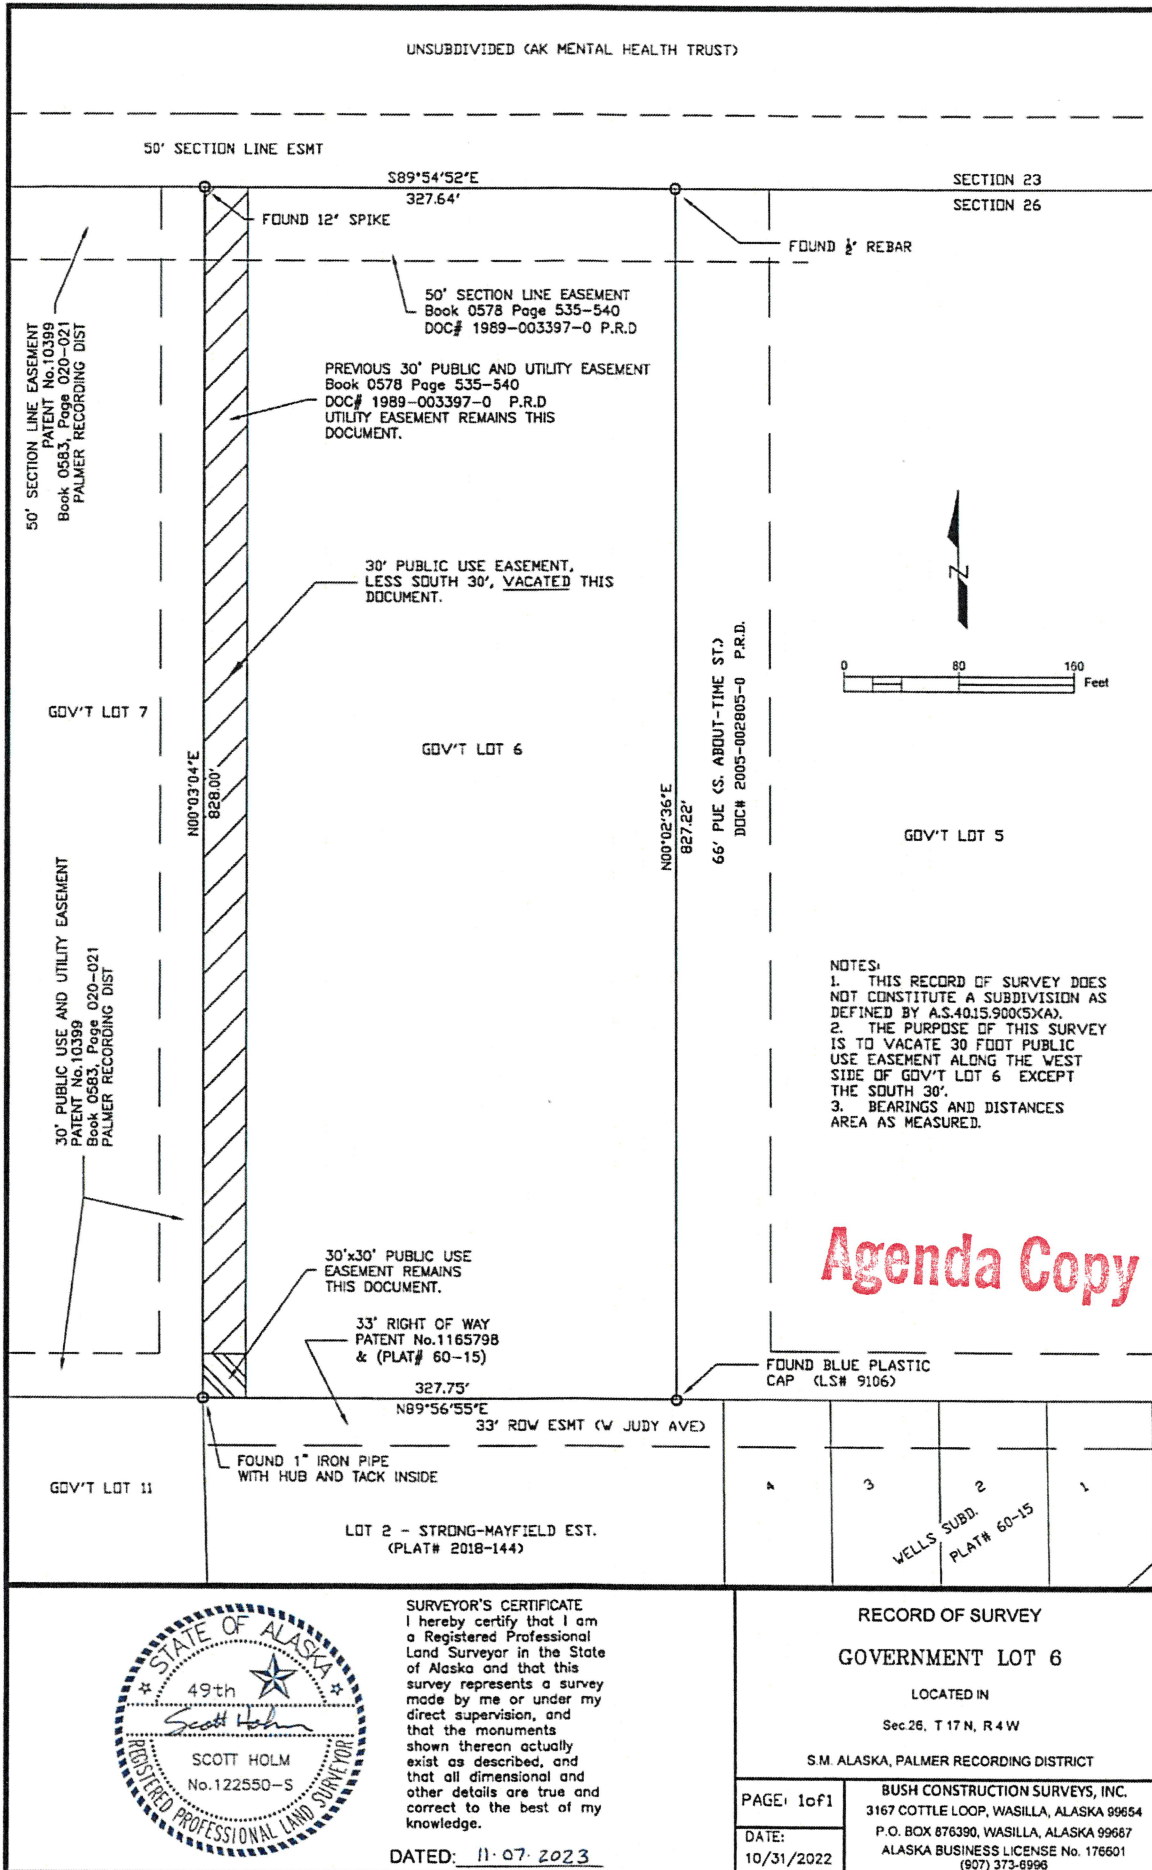 UNSUBDIVIDED (AK MENTAL HEALTH TRUST)
50' SECTION LINE ESMT
S89°54'52"E
327.64'
SECTION 23
SECTION 26
FOUND 12" SPIKE
FOUND ½" REBAR
50' SECTION LINE EASEMENT
Book 0578 Page 535-540
DOC# 1989-003397-0 P.R.D
50' SECTION LINE EASEMENT
PATENT No.10399
Book 0583, Page 020-021
PALMER RECORDING DIST
PREVIOUS 30' PUBLIC AND UTILITY EASEMENT
Book 0578 Page 535-540
DOC# 1989-003397-0 P.R.D
UTILITY EASEMENT REMAINS THIS
DOCUMENT.
30' PUBLIC USE EASEMENT,
LESS SOUTH 30', VACATED THIS
DOCUMENT.
N
0 80 160
Feet
GOV'T LOT 7
GOV'T LOT 6
N00°03'04"E
828.00'
N00°02'36"E
827.22'
66' PUE (S. ABOUT-TIME ST.)
DOC# 2005-002805-0 P.R.D.
GOV'T LOT 5
30' PUBLIC USE AND UTILITY EASEMENT
PATENT No.10399
Book 0583, Page 020-021
PALMER RECORDING DIST
NOTES:
1. THIS RECORD OF SURVEY DOES
NOT CONSTITUTE A SUBDIVISION AS
DEFINED BY A.S.40.15.900(5)(A).
2. THE PURPOSE OF THIS SURVEY
IS TO VACATE 30 FOOT PUBLIC
USE EASEMENT ALONG THE WEST
SIDE OF GOV'T LOT 6 EXCEPT
THE SOUTH 30'.
3. BEARINGS AND DISTANCES
AREA AS MEASURED.
Agenda Copy
30'x30' PUBLIC USE
EASEMENT REMAINS
THIS DOCUMENT.
33' RIGHT OF WAY
PATENT No.1165798
& (PLAT# 60-15)
327.75'
N89°56'55"E
FOUND BLUE PLASTIC
CAP (LS# 9106)
33' ROW ESMT (W JUDY AVE)
FOUND 1" IRON PIPE
WITH HUB AND TACK INSIDE
GOV'T LOT 11
LOT 2 - STRONG-MAYFIELD EST.
(PLAT# 2018-144)
4 3 2 1
WELLS SUBD.
PLAT# 60-15
STATE OF ALASKA
49th
Scott Holm
SCOTT HOLM
No.122550-S
REGISTERED PROFESSIONAL LAND SURVEYOR
SURVEYOR'S CERTIFICATE
I hereby certify that I am
a Registered Professional
Land Surveyor in the State
of Alaska and that this
survey represents a survey
made by me or under my
direct supervision, and
that the monuments
shown thereon actually
exist as described, and
that all dimensional and
other details are true and
correct to the best of my
knowledge.
DATED: 11.07.2023
RECORD OF SURVEY
GOVERNMENT LOT 6
LOCATED IN
Sec.26, T 17 N, R 4 W
S.M. ALASKA, PALMER RECORDING DISTRICT
PAGE: 1of1
DATE:
10/31/2022
BUSH CONSTRUCTION SURVEYS, INC.
3167 COTTLE LOOP, WASILLA, ALASKA 99654
P.O. BOX 876390, WASILLA, ALASKA 99687
ALASKA BUSINESS LICENSE No. 176601
(907) 373-6996